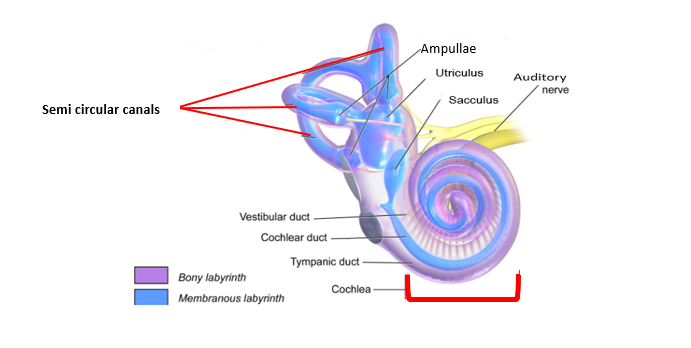 Ampullae
Utriculus
Auditory
nerve
Sacculus
Semi circular canals
Vestibular duct
Cochlear duct
Tympanic duct
Bony labyrinth
Membranous labyrinth
Cochlea